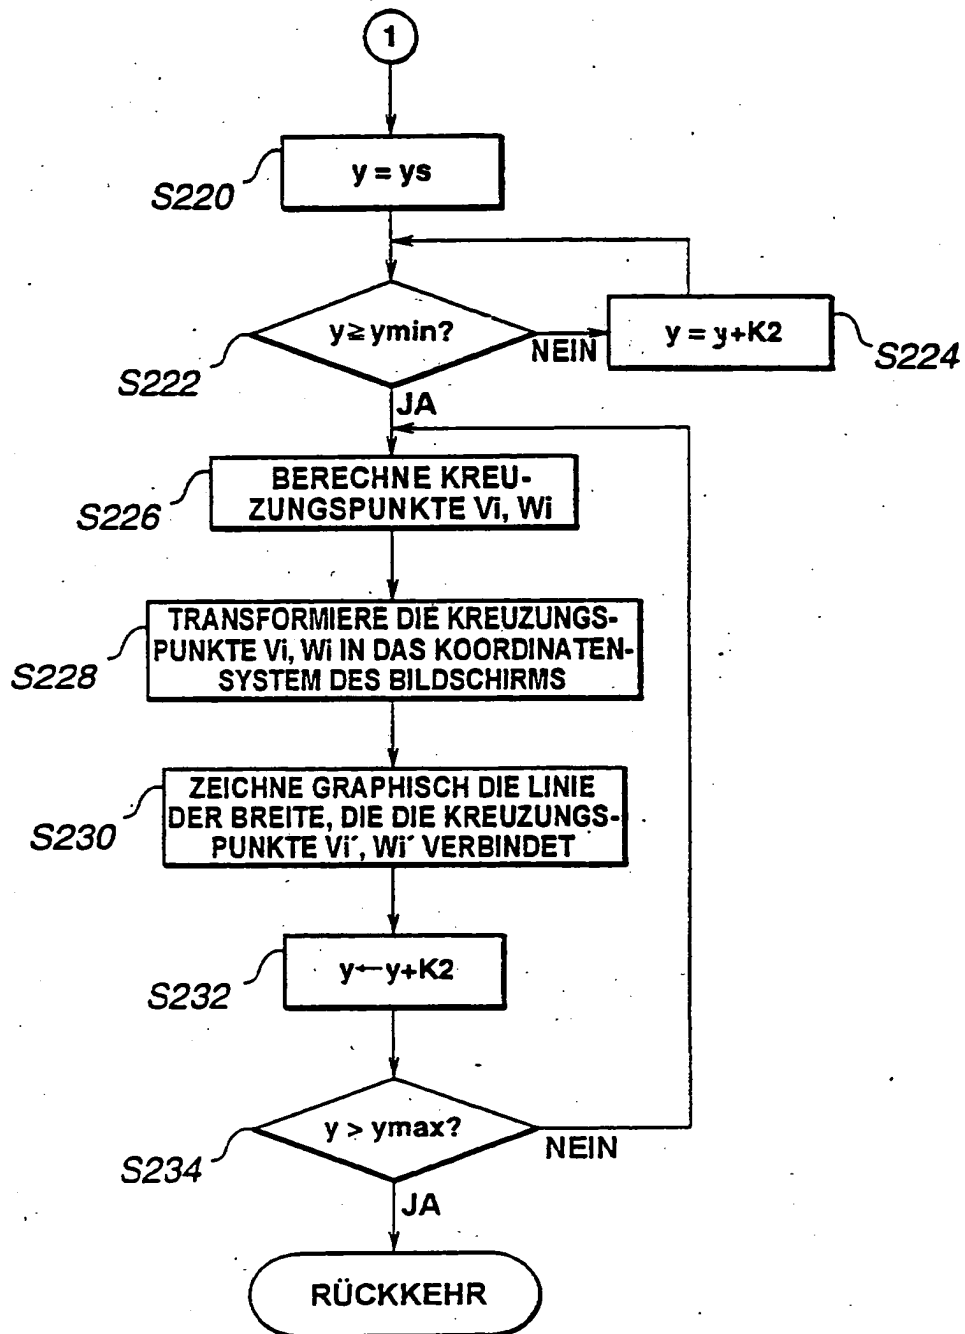 1
y = ys
S220
y ≧ ymin?
NEIN
y = y+K2
S224
S222
JA
BERECHNE KREU-
ZUNGSPUNKTE Vi, Wi
S226
TRANSFORMIERE DIE KREUZUNGS-
PUNKTE Vi, Wi IN DAS KOORDINATEN-
SYSTEM DES BILDSCHIRMS
S228
ZEICHNE GRAPHISCH DIE LINIE
DER BREITE, DIE DIE KREUZUNGS-
PUNKTE Vi´, Wi´ VERBINDET
S230
y←y+K2
S232
y > ymax?
NEIN
S234
JA
RÜCKKEHR